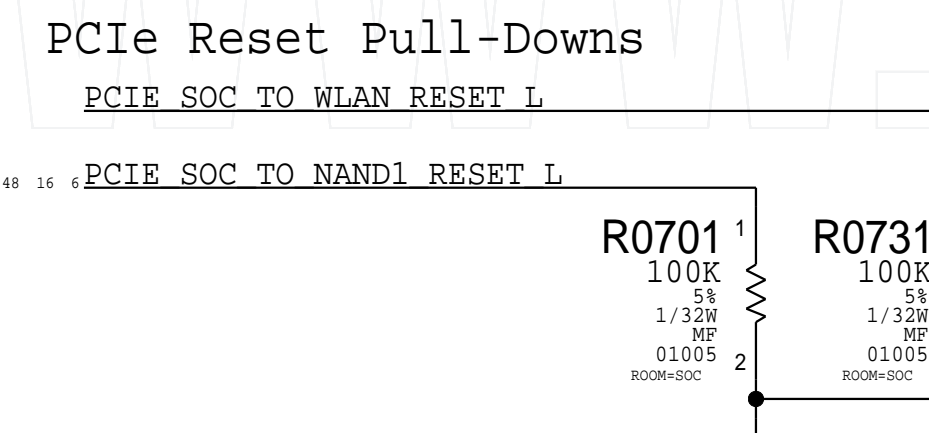 PCIe Reset Pull-Downs
PCIE_SOC_TO_WLAN_RESET_L
48 16 6 PCIE_SOC_TO_NAND1_RESET_L
R0701 1
100K
5%
1/32W
MF
01005
2
ROOM=SOC
R0731
100K
5%
1/32W
MF
01005
ROOM=SOC